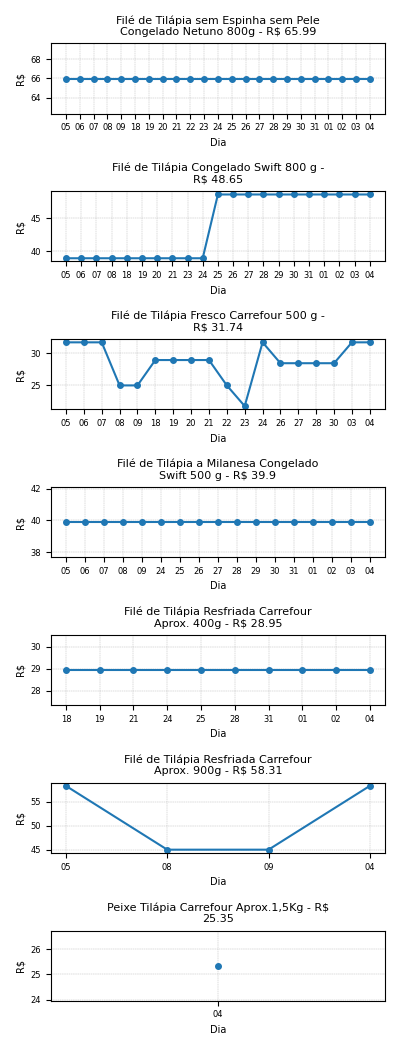 Filé de Tilápia sem Espinha sem Pele
Congelado Netuno 800g - R$ 65.99
68
66
64
R$
05 06 07 08 09 18 19 20 21 22 23 24 25 26 27 28 29 30 31 01 02 03 04
Dia
Filé de Tilápia Congelado Swift 800 g -
R$ 48.65
45
40
R$
05 06 07 08 18 19 20 21 23 24 25 26 27 28 29 30 31 01 02 03 04
Dia
Filé de Tilápia Fresco Carrefour 500 g -
R$ 31.74
30
25
R$
05 06 07 08 09 18 19 20 21 22 23 24 26 27 28 30 03 04
Dia
Filé de Tilápia a Milanesa Congelado
Swift 500 g - R$ 39.9
42
40
38
R$
05 06 07 08 09 24 25 26 27 28 29 30 31 01 02 03 04
Dia
Filé de Tilápia Resfriada Carrefour
Aprox. 400g - R$ 28.95
30
29
28
R$
18 19 21 24 25 28 31 01 02 04
Dia
Filé de Tilápia Resfriada Carrefour
Aprox. 900g - R$ 58.31
55
50
45
R$
05 08 09 04
Dia
Peixe Tilápia Carrefour Aprox.1,5Kg - R$
25.35
26
25
24
R$
04
Dia